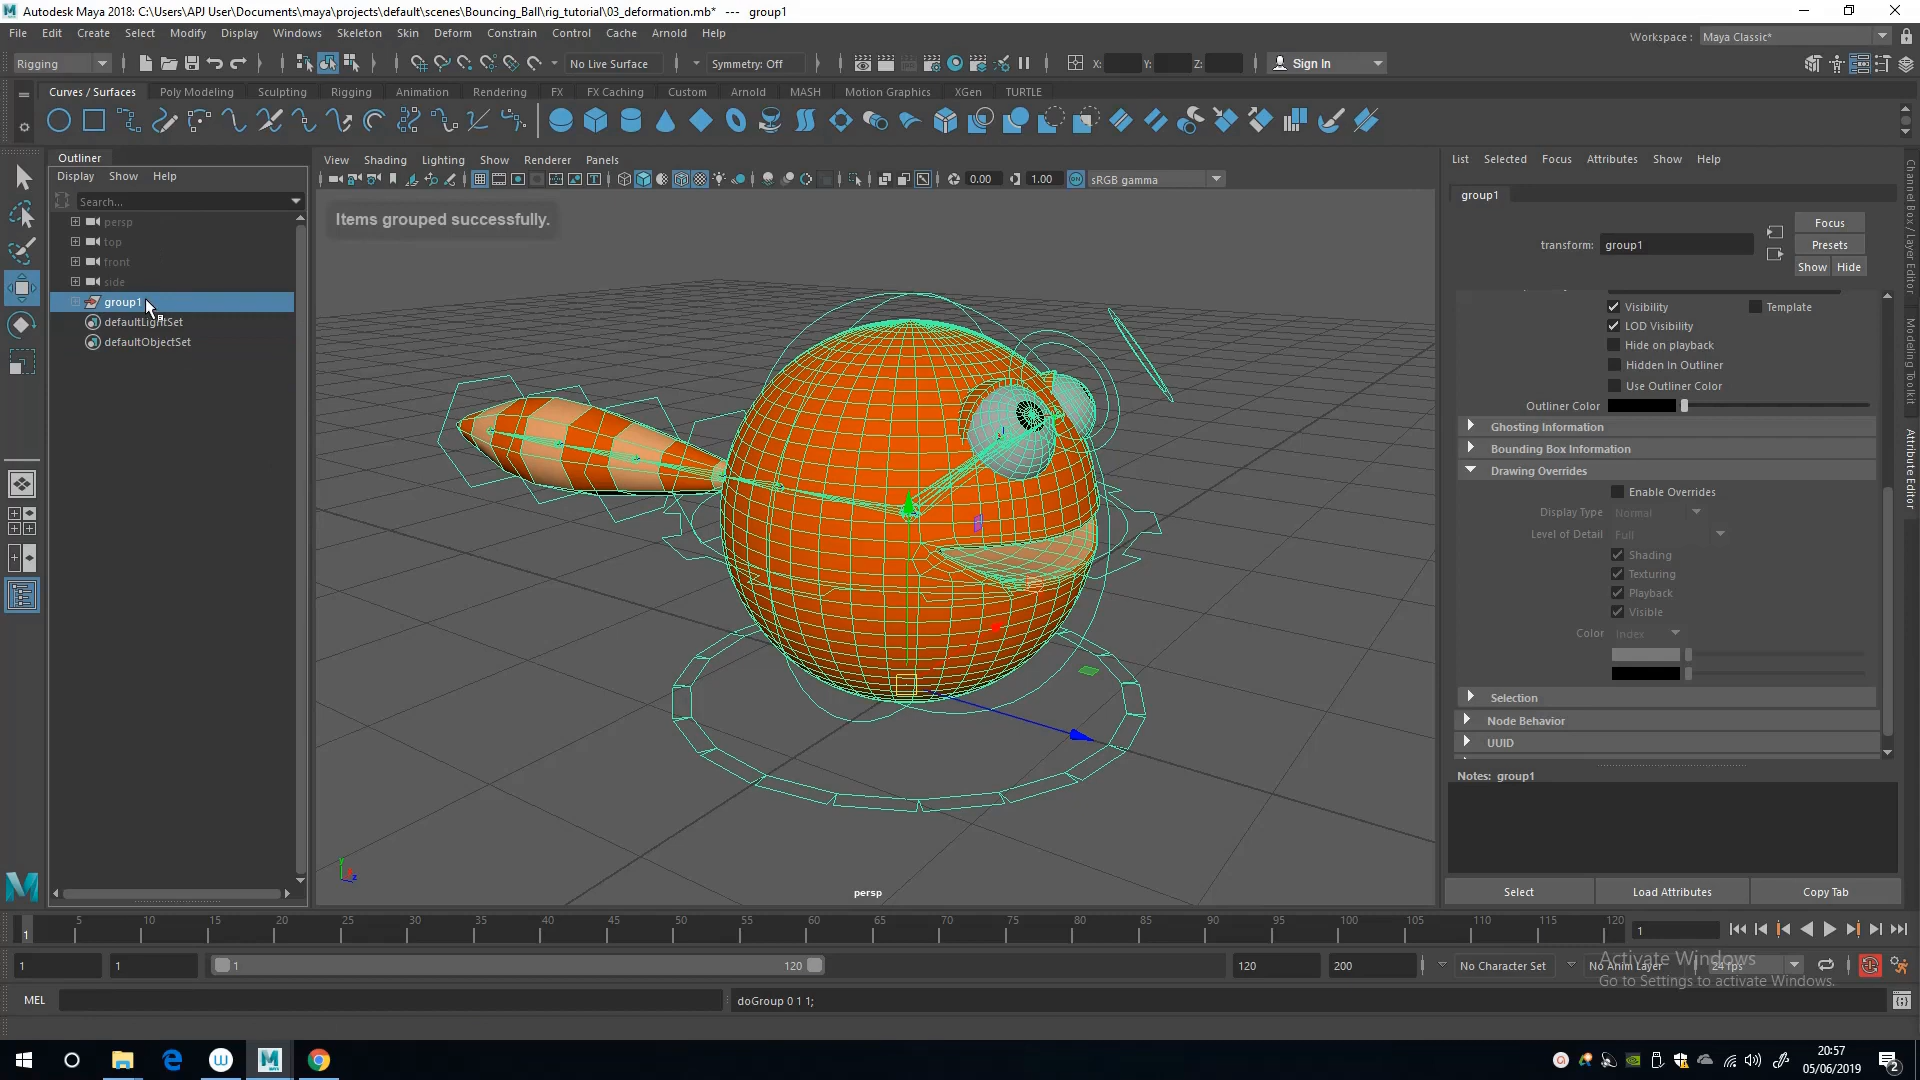 Autodesk Maya 2018: C:\Users\APJ User\Documents\maya\projects\default\scenes\Bouncing_Ball\rig_tutorial\03_deformation.mb*   ---   group1
File Edit Create Select Modify Display Windows Skeleton Skin Deform Constrain Control Cache Arnold Help
Workspace : Maya Classic*
Rigging No Live Surface Symmetry: Off X: Y: Z: Sign In
Curves / Surfaces Poly Modeling Sculpting Rigging Animation Rendering FX FX Caching Custom Arnold MASH Motion Graphics XGen TURTLE
Outliner
Display Show Help
Search...
persp
top
front
side
group1
defaultLightSet
defaultObjectSet
View Shading Lighting Show Renderer Panels
0.00 1.00 sRGB gamma
Items grouped successfully.
persp
List Selected Focus Attributes Show Help
group1
transform: group1
Focus
Presets
Show Hide
Visibility Template
LOD Visibility
Hide on playback
Hidden In Outliner
Use Outliner Color
Outliner Color
Ghosting Information
Bounding Box Information
Drawing Overrides
Enable Overrides
Display Type Normal
Level of Detail Full
Shading
Texturing
Playback
Visible
Color Index
Selection
Node Behavior
UUID
Notes: group1
Select Load Attributes Copy Tab
Channel Box / Layer Editor
Modeling Toolkit
Attribute Editor
1 5 10 15 20 25 30 35 40 45 50 55 60 65 70 75 80 85 90 95 100 105 110 115 120 1
1 1 1 120 120 200 No Character Set No Anim Layer 24 fps
Activate Windows
Go to Settings to activate Windows.
MEL doGroup 0 1 1;
20:57
05/06/2019
2